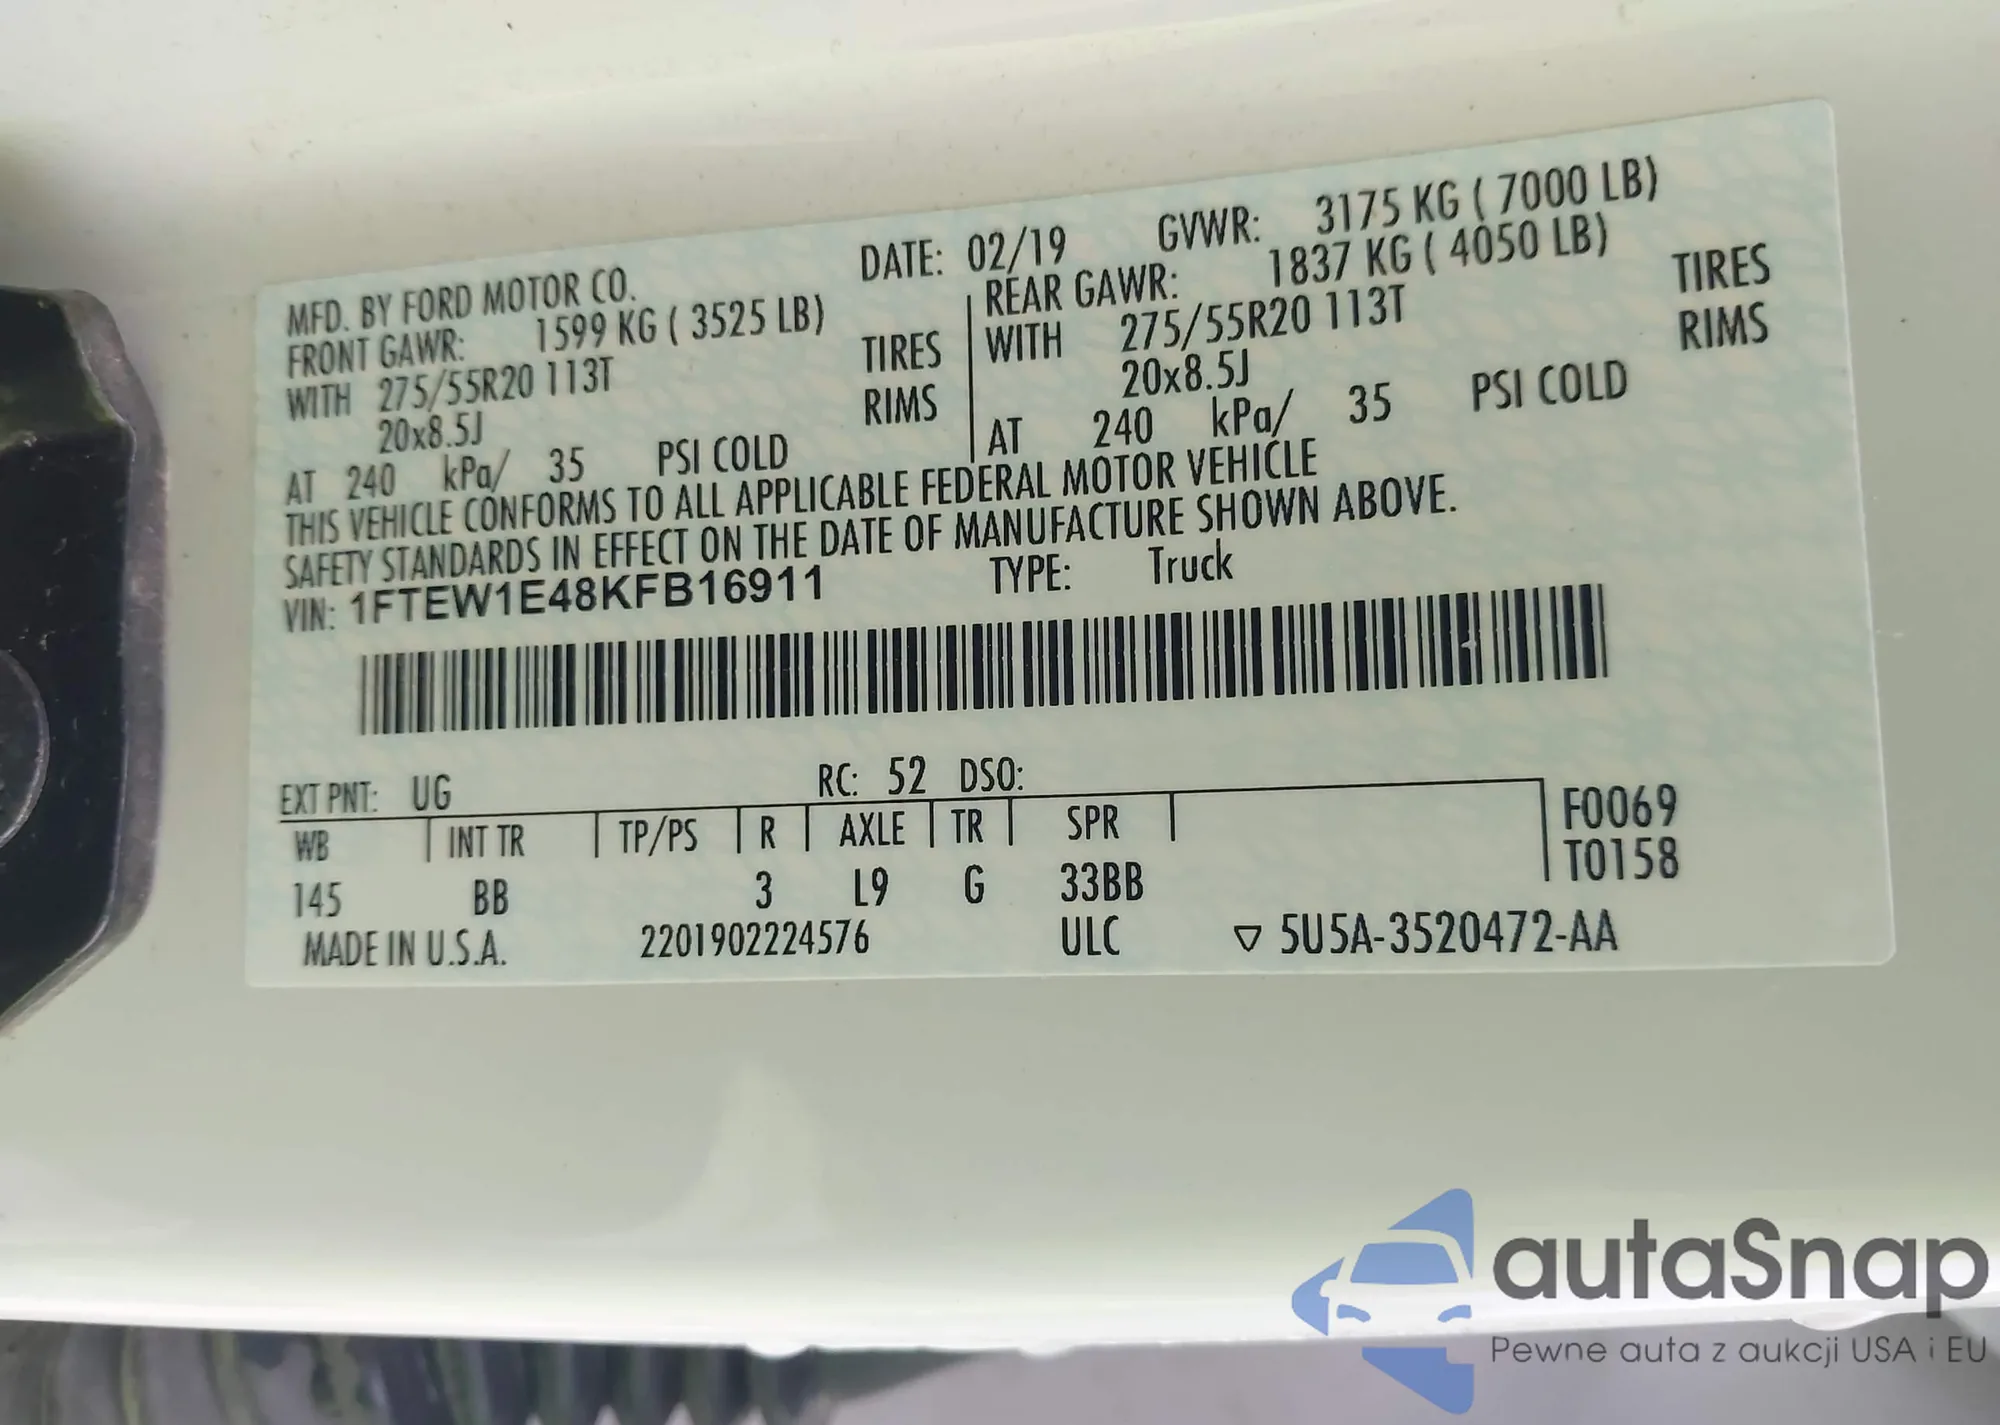 MFD. BY FORD MOTOR CO. DATE: 02/19 GVWR: 3175 KG ( 7000 LB)
FRONT GAWR: 1599 KG ( 3525 LB)
WITH 275/55R20 113T TIRES
20x8.5J RIMS
AT 240 kPa/ 35 PSI COLD
REAR GAWR: 1837 KG ( 4050 LB)
WITH 275/55R20 113T TIRES
20x8.5J RIMS
AT 240 kPa/ 35 PSI COLD
THIS VEHICLE CONFORMS TO ALL APPLICABLE FEDERAL MOTOR VEHICLE
SAFETY STANDARDS IN EFFECT ON THE DATE OF MANUFACTURE SHOWN ABOVE.
VIN: 1FTEW1E48KFB16911 TYPE: Truck
EXT PNT: UG RC: 52 DSO:
WB INT TR TP/PS R AXLE TR SPR F0069
145 BB 3 L9 G 33BB T0158
MADE IN U.S.A. 2201902224576 ULC ▽ 5U5A-3520472-AA
autaSnap
Pewne auta z aukcji USA i EU